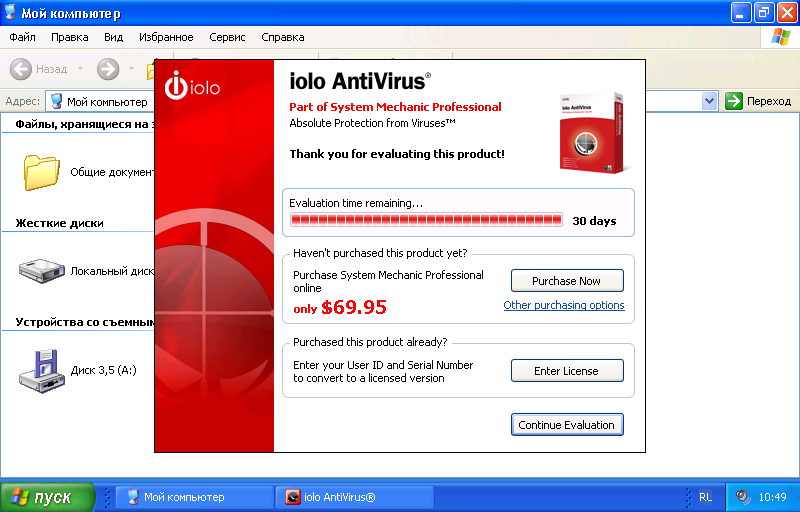 Мой компьютер
Файл Правка Вид Избранное Сервис Справка
Назад
Адрес: Мой компьютер Переход
Файлы, хранящиеся на
Общие документ
Жесткие диски
Локальный диск
Устройства со съемным
Диск 3,5 (A:)
iolo
iolo AntiVirus®
Part of System Mechanic Professional
Absolute Protection from Viruses™
Thank you for evaluating this product!
iolo AntiVirus
Evaluation time remaining...
30 days
Haven't purchased this product yet?
Purchase System Mechanic Professional
online
only $69.95
Purchase Now
Other purchasing options
Purchased this product already?
Enter your User ID and Serial Number
to convert to a licensed version
Enter License
Continue Evaluation
пуск Мой компьютер iolo AntiVirus® RL 10:49